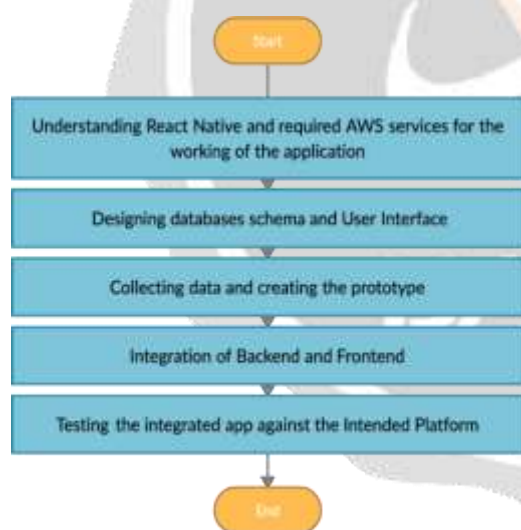 Start
Understanding React Native and required AWS services for the
working of the application
Designing databases schema and User Interface
Collecting data and creating the prototype
Integration of Backend and Frontend
Testing the integrated app against the Intended Platform
End